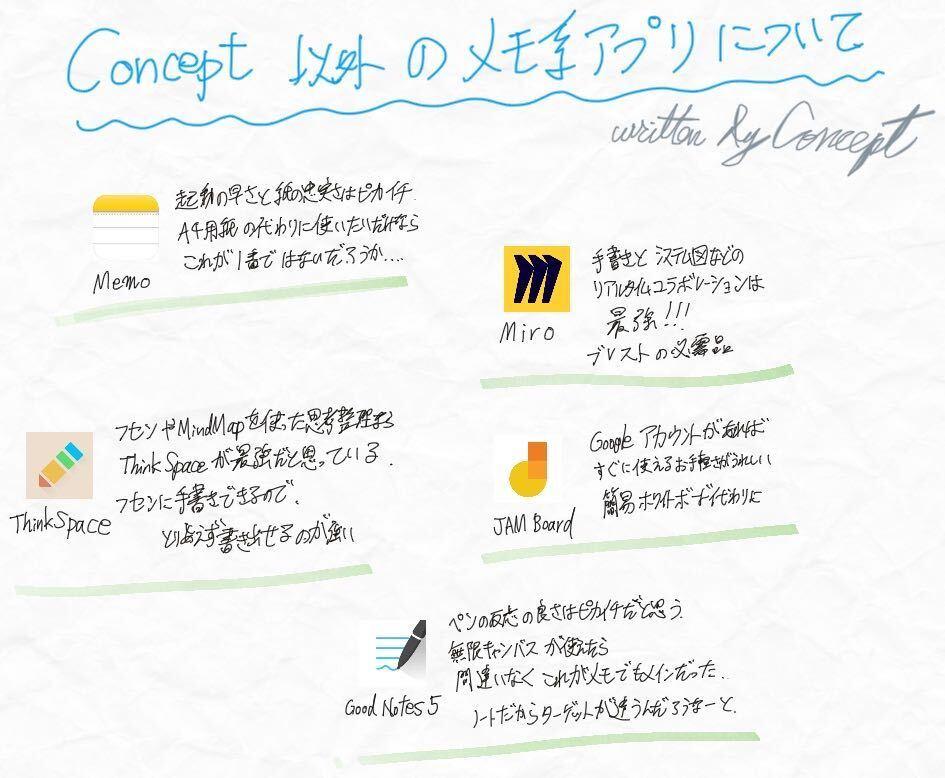 Concept 以外 の メモ系アプリについて
written by Concept
起動の早さと紙の忠実さはピカイチ
A4用紙の代わりに使いたいだけなら
これが1番ではないだろうか....
Memo
手書きと システム図などの
リアルタイムコラボレーションは
最強!!!
ブレストの必需品
Miro
フセンやMindMapを使った思考整理なら
ThinkSpaceが最強だと思っている.
フセンに手書きできるので、
とりあえず書き出せるのが強い
ThinkSpace
Google アカウントがあれば
すぐに使えるお手軽さがうれしい
簡易ホワイトボード代わりに
JAM Board
ペンの反応の良さはピカイチだと思う.
無限キャンバスが使えたら
間違いなくこれがメモでもメインだった.
ノートだからターゲットが違うんだろうなーと.
Good Notes 5